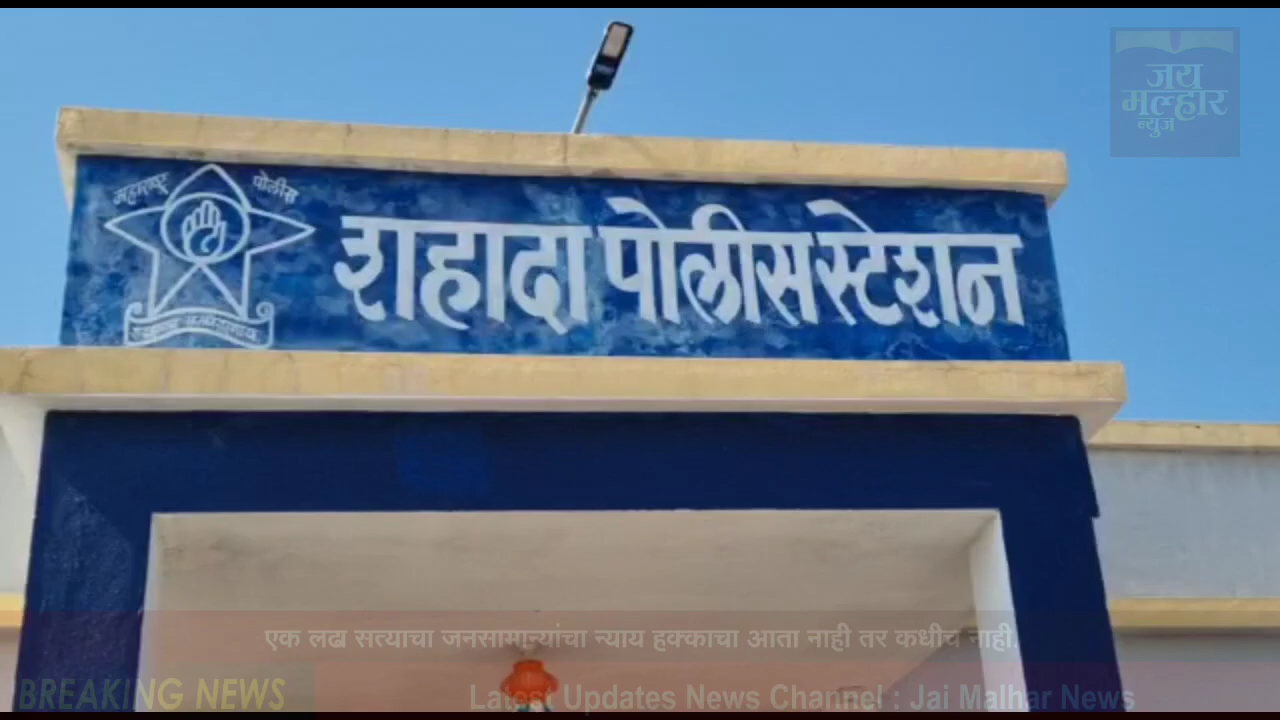 जय
मल्हार
न्युज
महाराष्ट्र पोलीस
शहादा पोलीस स्टेशन
एक लढा सत्याचा जनसामान्यांचा न्याय हक्काचा आता नाही तर कधीच नाही.
BREAKING NEWS
Latest Updates News Channel : Jai Malhar News